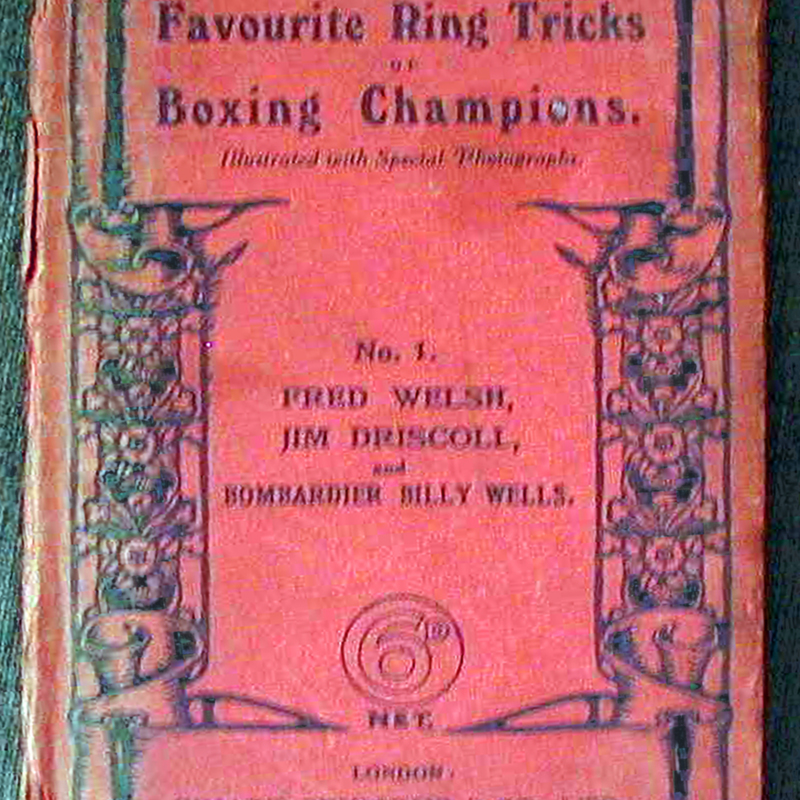 Favourite Ring Tricks
OF
Boxing Champions.
Illustrated with Special Photographs.
No. 1.
FRED WELSH,
JIM DRISCOLL,
and
BOMBARDIER BILLY WELLS.
6D
NET.
LONDON: